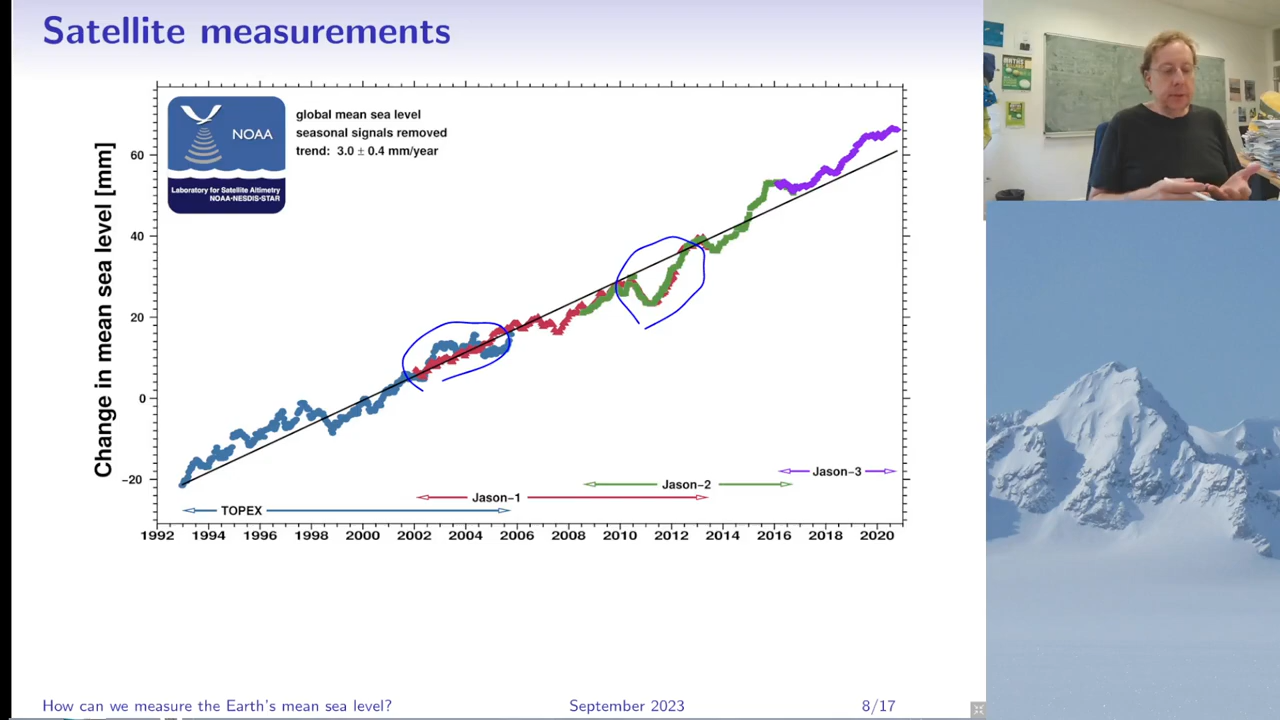 Satellite measurements
NOAA
Laboratory for Satellite Altimetry
NOAA-NESDIS-STAR
global mean sea level
seasonal signals removed
trend: 3.0 ± 0.4 mm/year
Change in mean sea level [mm]
60
40
20
0
−20
Jason−3
Jason−2
Jason−1
TOPEX
1992 1994 1996 1998 2000 2002 2004 2006 2008 2010 2012 2014 2016 2018 2020
MATHS
How can we measure the Earth's mean sea level? September 2023 8/17